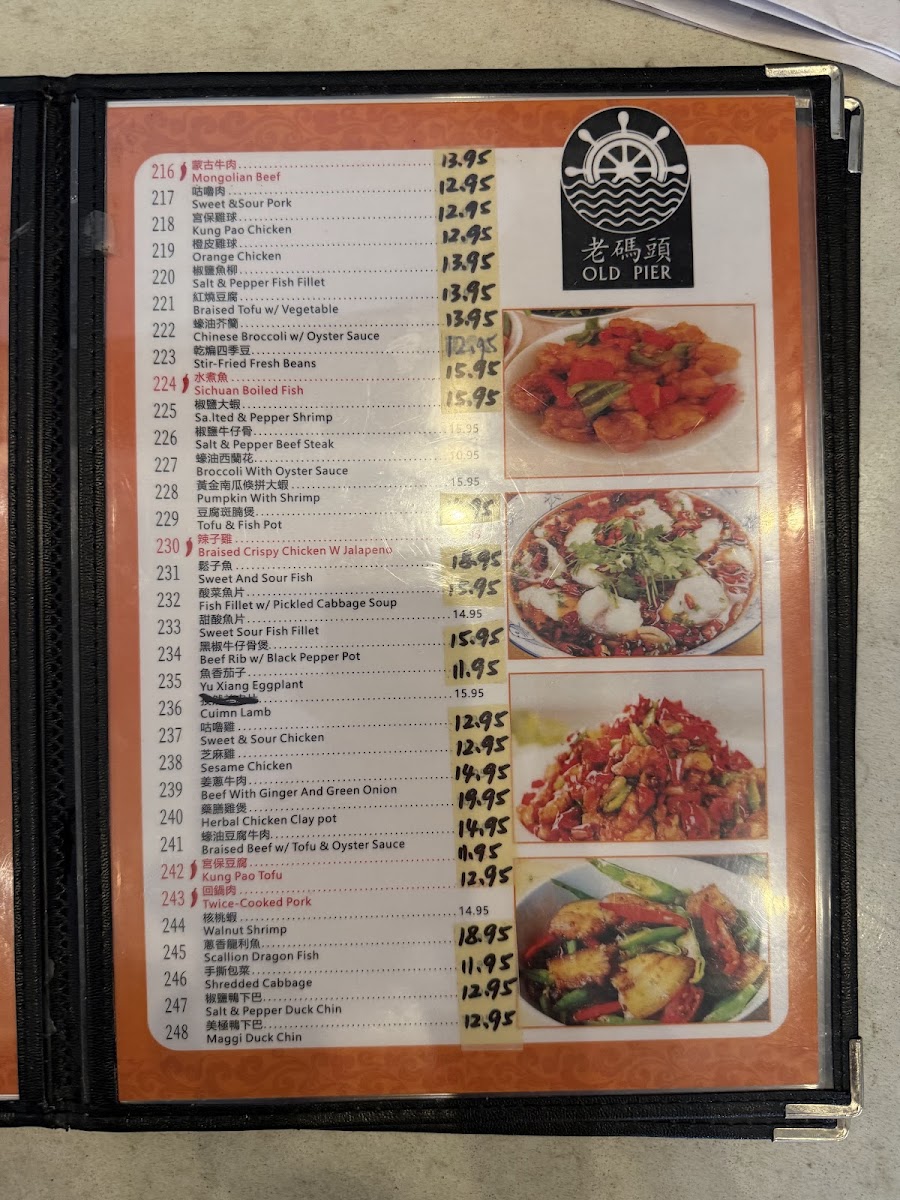 老碼頭
OLD PIER
216 蒙古牛肉 13.95
Mongolian Beef
217 咕嚕肉 12.95
Sweet &Sour Pork
218 宮保雞球 12.95
Kung Pao Chicken
219 橙皮雞球 12.95
Orange Chicken
220 椒鹽魚柳 13.95
Salt & Pepper Fish Fillet
221 紅燒豆腐 13.95
Braised Tofu w/ Vegetable
222 蠔油芥蘭 13.95
Chinese Broccoli w/ Oyster Sauce
223 乾煸四季豆 12.95
Stir-Fried Fresh Beans
224 水煮魚 15.95
Sichuan Boiled Fish
225 椒鹽大蝦 15.95
Sa.lted & Pepper Shrimp
226 椒鹽牛仔骨 15.95
Salt & Pepper Beef Steak
227 蠔油西蘭花 10.95
Broccoli With Oyster Sauce
228 黃金南瓜倏拼大蝦 15.95
Pumpkin With Shrimp
229 豆腐斑腩煲
Tofu & Fish Pot
230 辣子雞
Braised Crispy Chicken W Jalapeno
231 鬆子魚 18.95
Sweet And Sour Fish
232 酸菜魚片 15.95
Fish Fillet w/ Pickled Cabbage Soup
233 甜酸魚片 14.95
Sweet Sour Fish Fillet
234 黑椒牛仔骨煲 15.95
Beef Rib w/ Black Pepper Pot
235 魚香茄子 11.95
Yu Xiang Eggplant
236 15.95
Cuimn Lamb
237 咕嚕雞 12.95
Sweet & Sour Chicken
238 芝麻雞 12.95
Sesame Chicken
239 姜蔥牛肉 14.95
Beef With Ginger And Green Onion
240 藥膳雞煲 19.95
Herbal Chicken Clay pot
241 蠔油豆腐牛肉 14.95
Braised Beef w/ Tofu & Oyster Sauce
242 宮保豆腐 11.95
Kung Pao Tofu
243 回鍋肉 12.95
Twice-Cooked Pork
244 核桃蝦 14.95
Walnut Shrimp
245 蔥香龍利魚 18.95
Scallion Dragon Fish
246 手撕包菜 11.95
Shredded Cabbage
247 椒鹽鴨下巴 12.95
Salt & Pepper Duck Chin
248 美極鴨下巴 12.95
Maggi Duck Chin